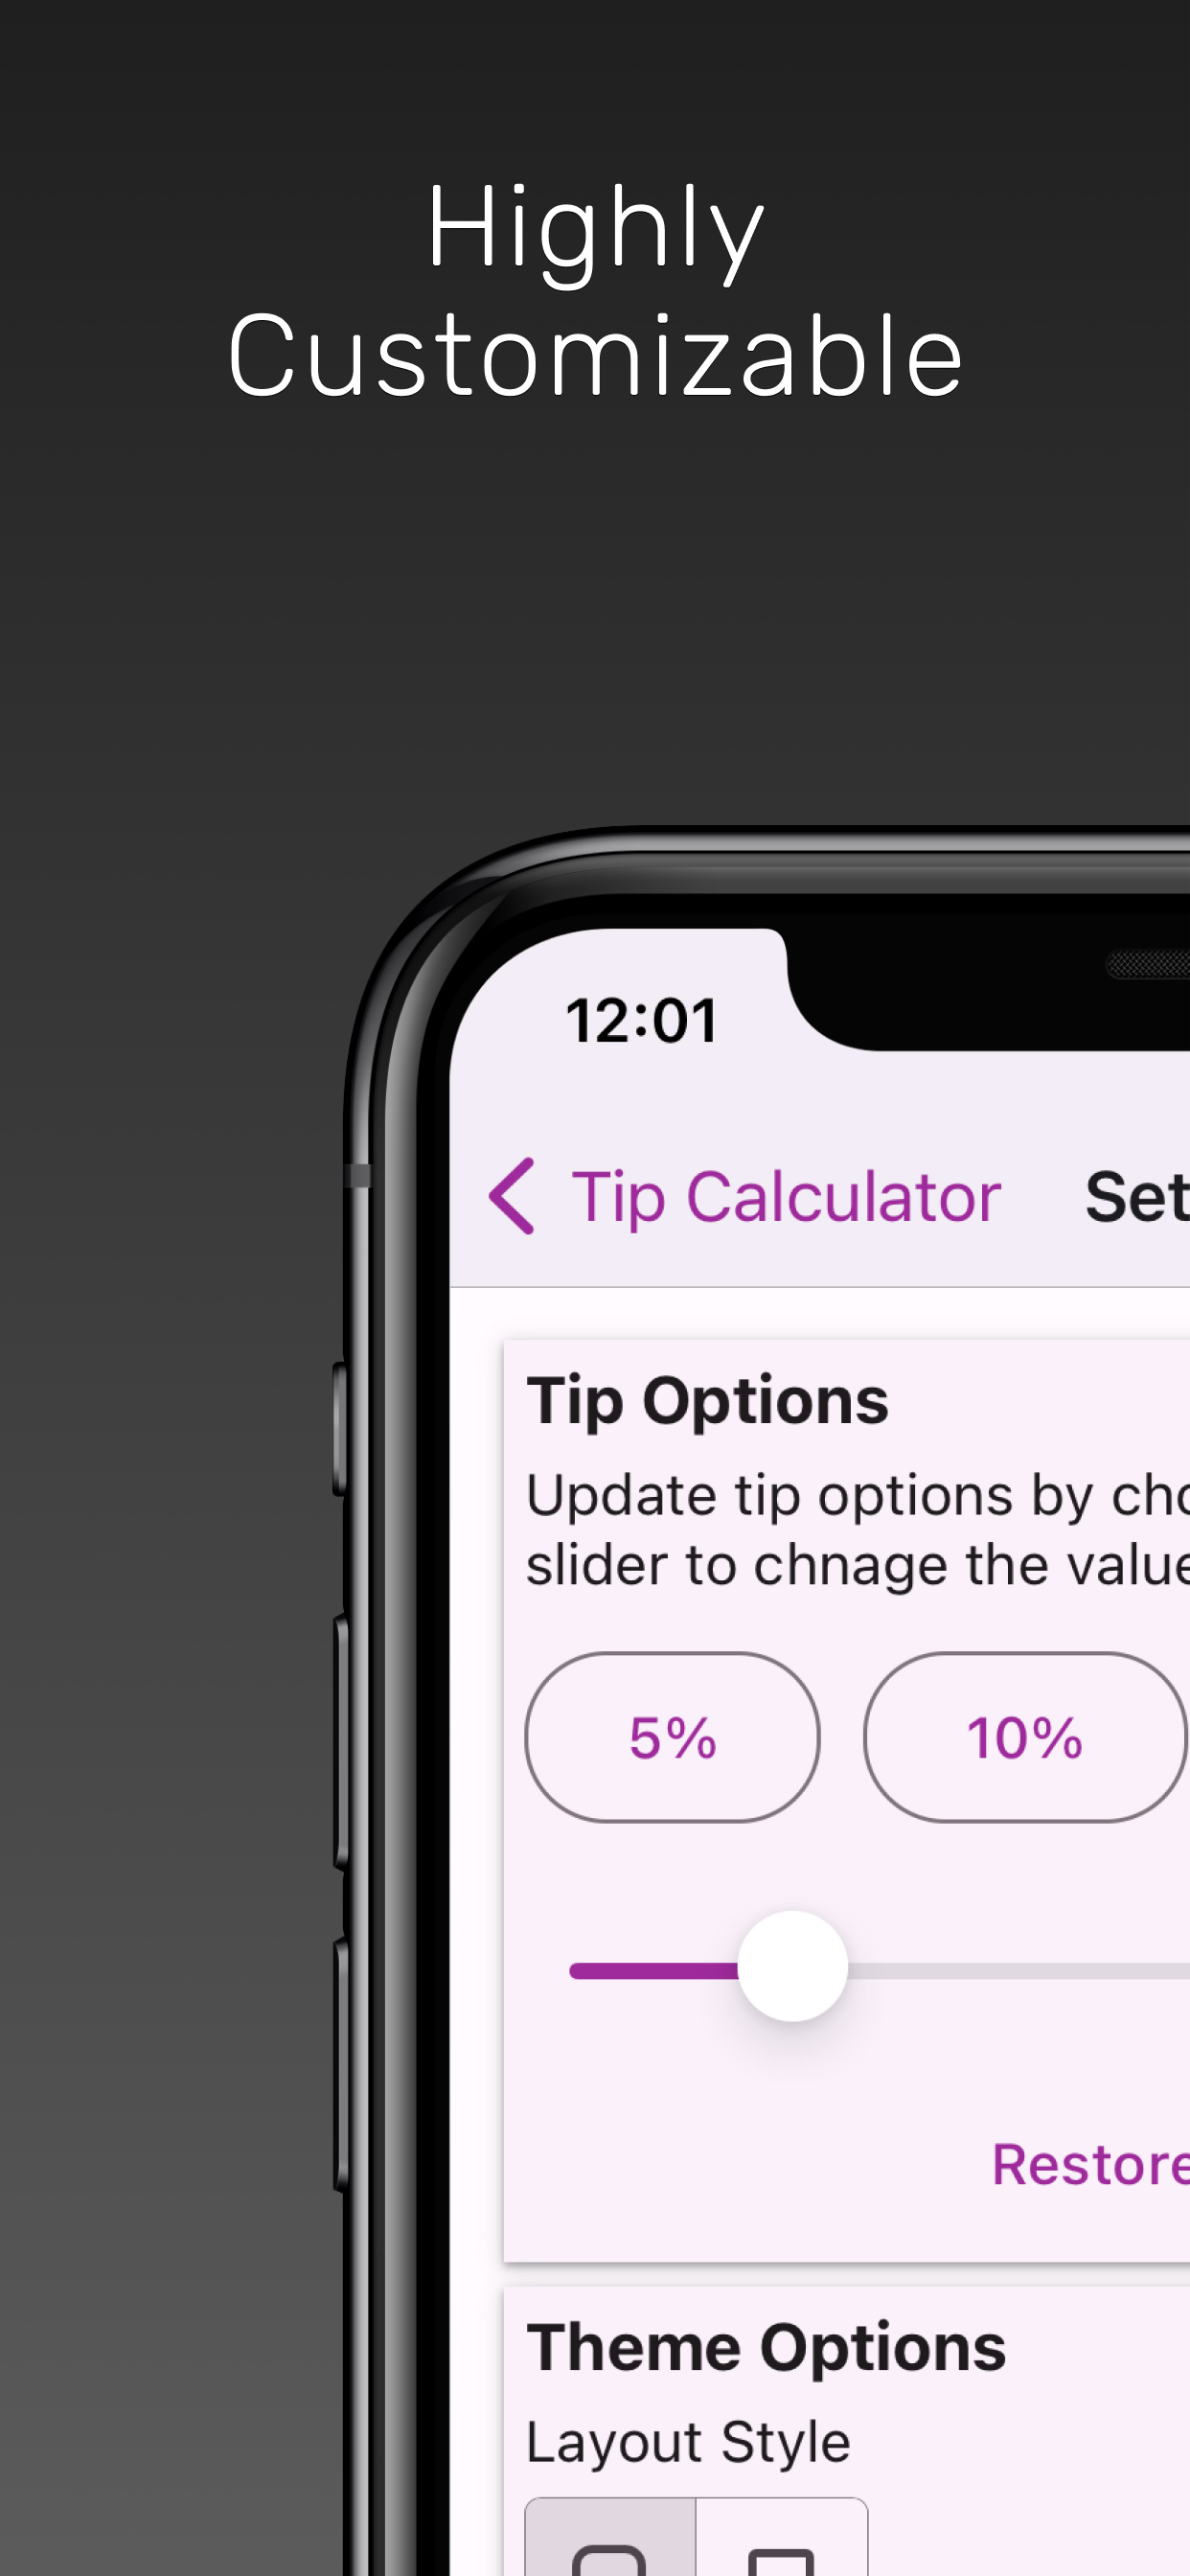 Highly
Customizable
12:01
Tip Calculator Set
Tip Options
Update tip options by cho
slider to chnage the value
5% 10%
Restore
Theme Options
Layout Style